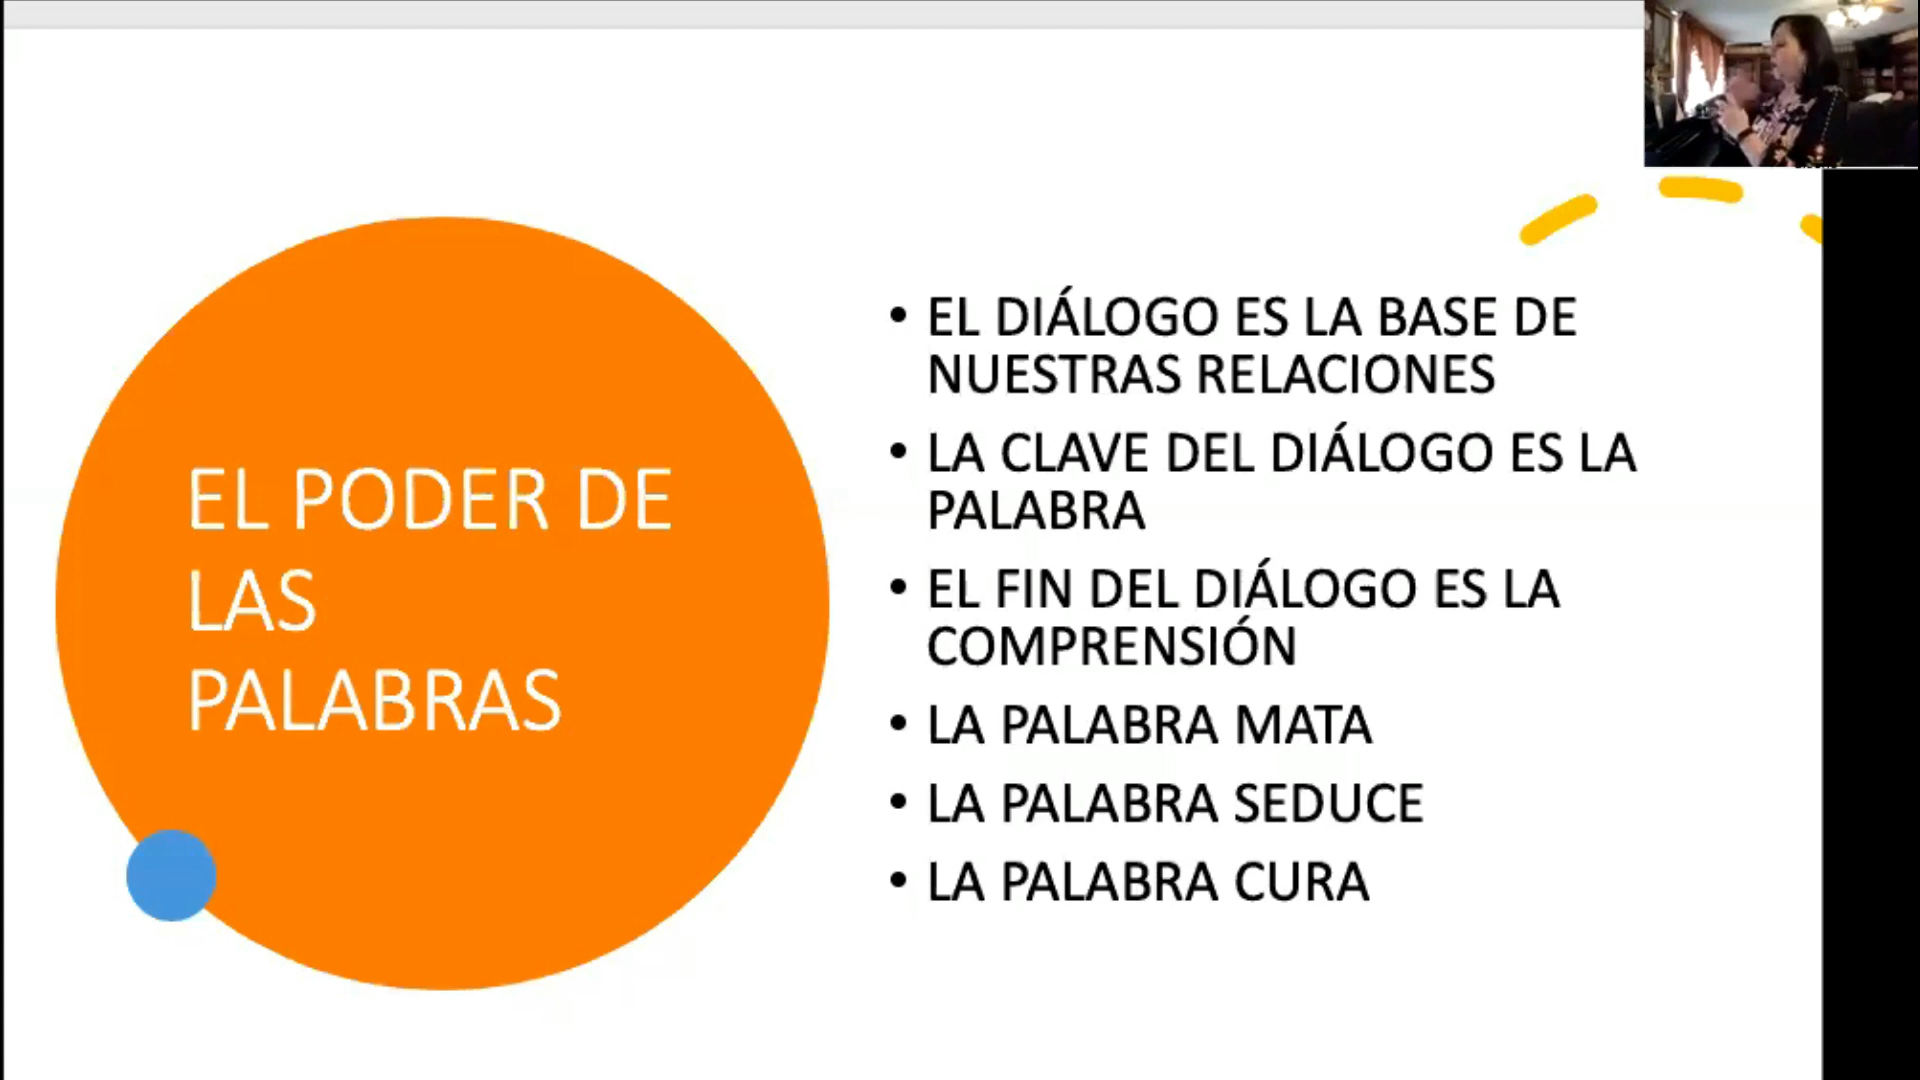 EL PODER DE
LAS
PALABRAS
• EL DIÁLOGO ES LA BASE DE
NUESTRAS RELACIONES
• LA CLAVE DEL DIÁLOGO ES LA
PALABRA
• EL FIN DEL DIÁLOGO ES LA
COMPRENSIÓN
• LA PALABRA MATA
• LA PALABRA SEDUCE
• LA PALABRA CURA